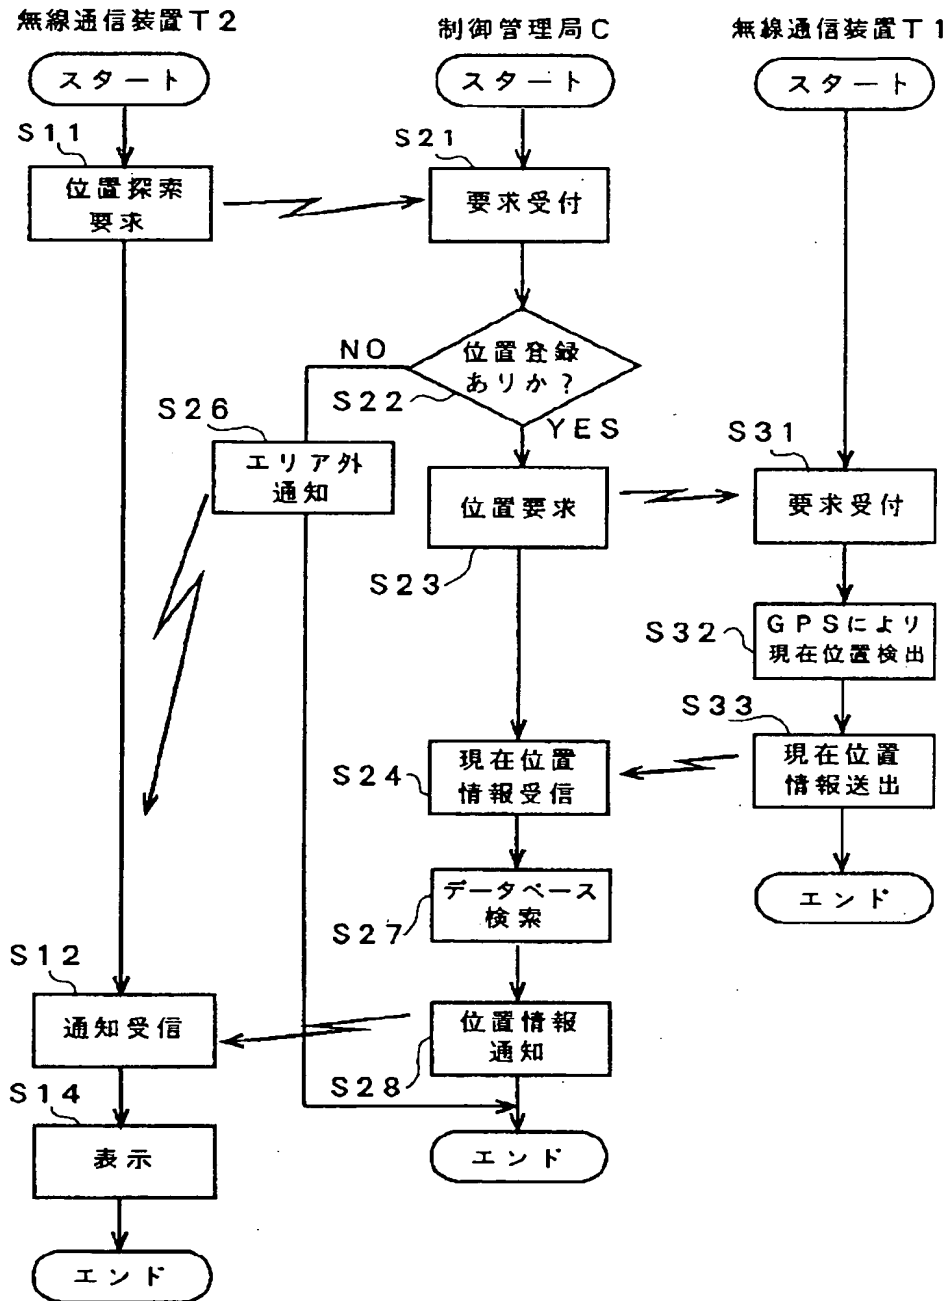 無線通信装置T2
制御管理局C
無線通信装置T1
スタート
スタート
スタート
S11
位置探索
要求
S21
要求受付
位置登録
ありか？
NO
S22
YES
S26
エリア外
通知
位置要求
S23
S31
要求受付
S32
GPSにより
現在位置検出
S33
現在位置
情報送出
エンド
S24
現在位置
情報受信
データベース
検索
S27
位置情報
通知
S28
エンド
S12
通知受信
S14
表示
エンド